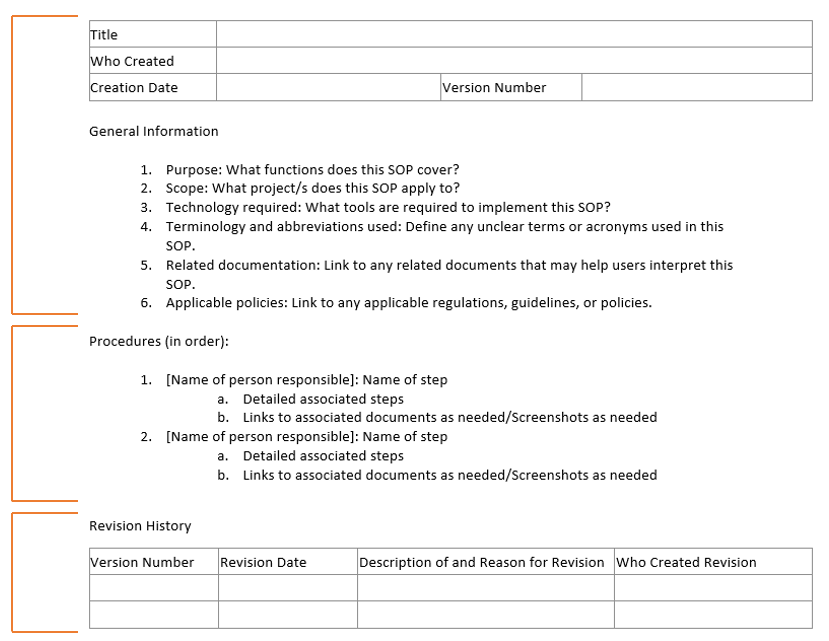 Title
Who Created
Creation Date Version Number
General Information
1. Purpose: What functions does this SOP cover?
2. Scope: What project/s does this SOP apply to?
3. Technology required: What tools are required to implement this SOP?
4. Terminology and abbreviations used: Define any unclear terms or acronyms used in this
SOP.
5. Related documentation: Link to any related documents that may help users interpret this
SOP.
6. Applicable policies: Link to any applicable regulations, guidelines, or policies.
Procedures (in order):
1. [Name of person responsible]: Name of step
a. Detailed associated steps
b. Links to associated documents as needed/Screenshots as needed
2. [Name of person responsible]: Name of step
a. Detailed associated steps
b. Links to associated documents as needed/Screenshots as needed
Revision History
Version Number Revision Date Description of and Reason for Revision Who Created Revision